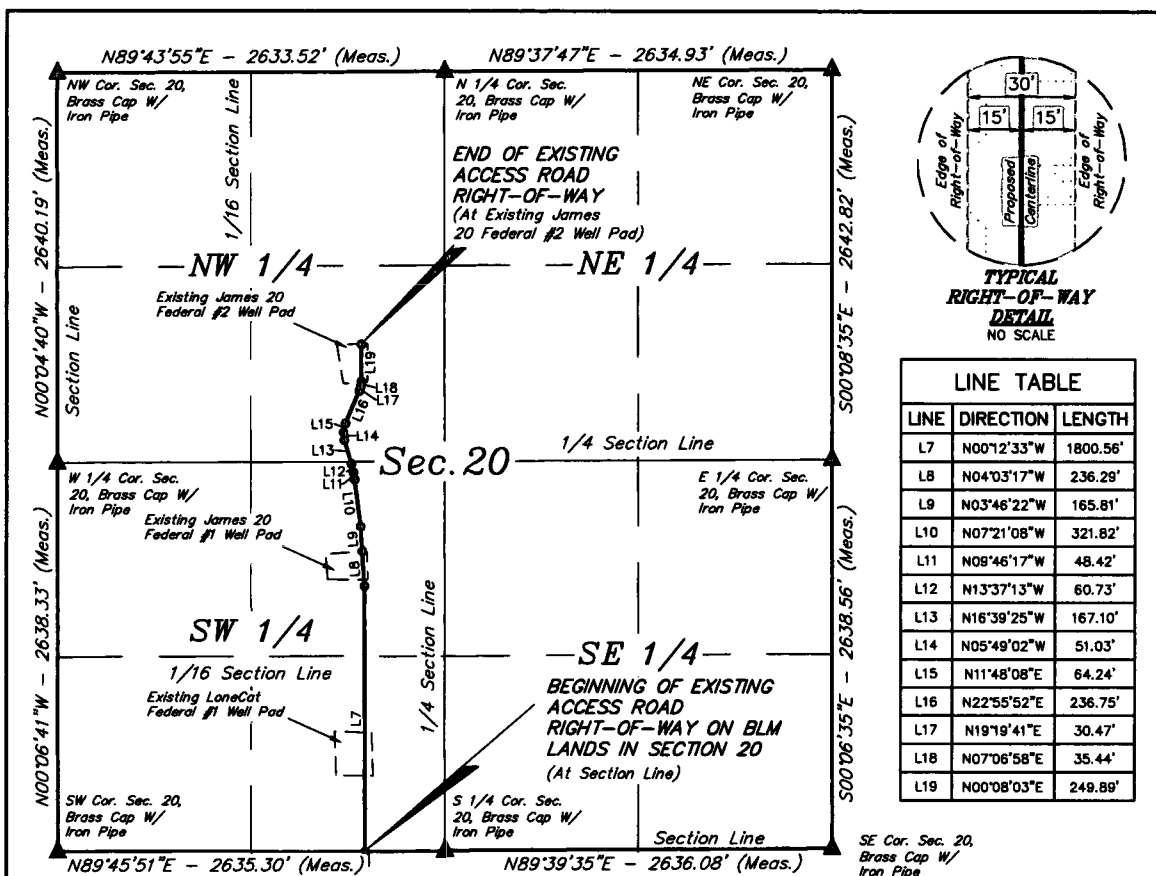 N89°43'55"E - 2633.52' (Meas.)
N89°37'47"E - 2634.93' (Meas.)
NW Cor. Sec. 20,
Brass Cap W/
Iron Pipe
1/16 Section Line
N 1/4 Cor. Sec.
20, Brass Cap W/
Iron Pipe
NE Cor. Sec. 20,
Brass Cap W/
Iron Pipe
30'
15'
15'
Edge of
Right-of-Way
Proposed
Centerline
Edge of
Right-of-Way
TYPICAL
RIGHT-OF-WAY
DETAIL
NO SCALE
END OF EXISTING
ACCESS ROAD
RIGHT-OF-WAY
(At Existing James
20 Federal #2 Well Pad)
N00°04'40"W - 2640.19' (Meas.)
Section Line
S00°08'35"E - 2642.82' (Meas.)
NW 1/4
NE 1/4
Existing James 20
Federal #2 Well Pad
L19
L18
L17
L16
L15
L14
L13
L12
L11
L10
L9
L8
1/4 Section Line
Sec. 20
W 1/4 Cor. Sec.
20, Brass Cap W/
Iron Pipe
E 1/4 Cor. Sec.
20, Brass Cap W/
Iron Pipe
Existing James 20
Federal #1 Well Pad
N00°06'41"W - 2638.33' (Meas.)
S00°06'35"E - 2638.56' (Meas.)
SW 1/4
SE 1/4
1/16 Section Line
1/4 Section Line
Existing LoneCat
Federal #1 Well Pad
L7
BEGINNING OF EXISTING
ACCESS ROAD
RIGHT-OF-WAY ON BLM
LANDS IN SECTION 20
(At Section Line)
SW Cor. Sec. 20,
Brass Cap W/
Iron Pipe
S 1/4 Cor. Sec.
20, Brass Cap W/
Iron Pipe
Section Line
SE Cor. Sec. 20,
Brass Cap W/
Iron Pipe
N89°45'51"E - 2635.30' (Meas.)
N89°39'35"E - 2636.08' (Meas.)
LINE TABLE
LINE DIRECTION LENGTH
L7 N00°12'33"W 1800.56'
L8 N04°03'17"W 236.29'
L9 N03°46'22"W 165.81'
L10 N07°21'08"W 321.82'
L11 N09°46'17"W 48.42'
L12 N13°37'13"W 60.73'
L13 N16°39'25"W 167.10'
L14 N05°49'02"W 51.03'
L15 N11°48'08"E 64.24'
L16 N22°55'52"E 236.75'
L17 N19°19'41"E 30.47'
L18 N07°06'58"E 35.44'
L19 N00°08'03"E 249.89'